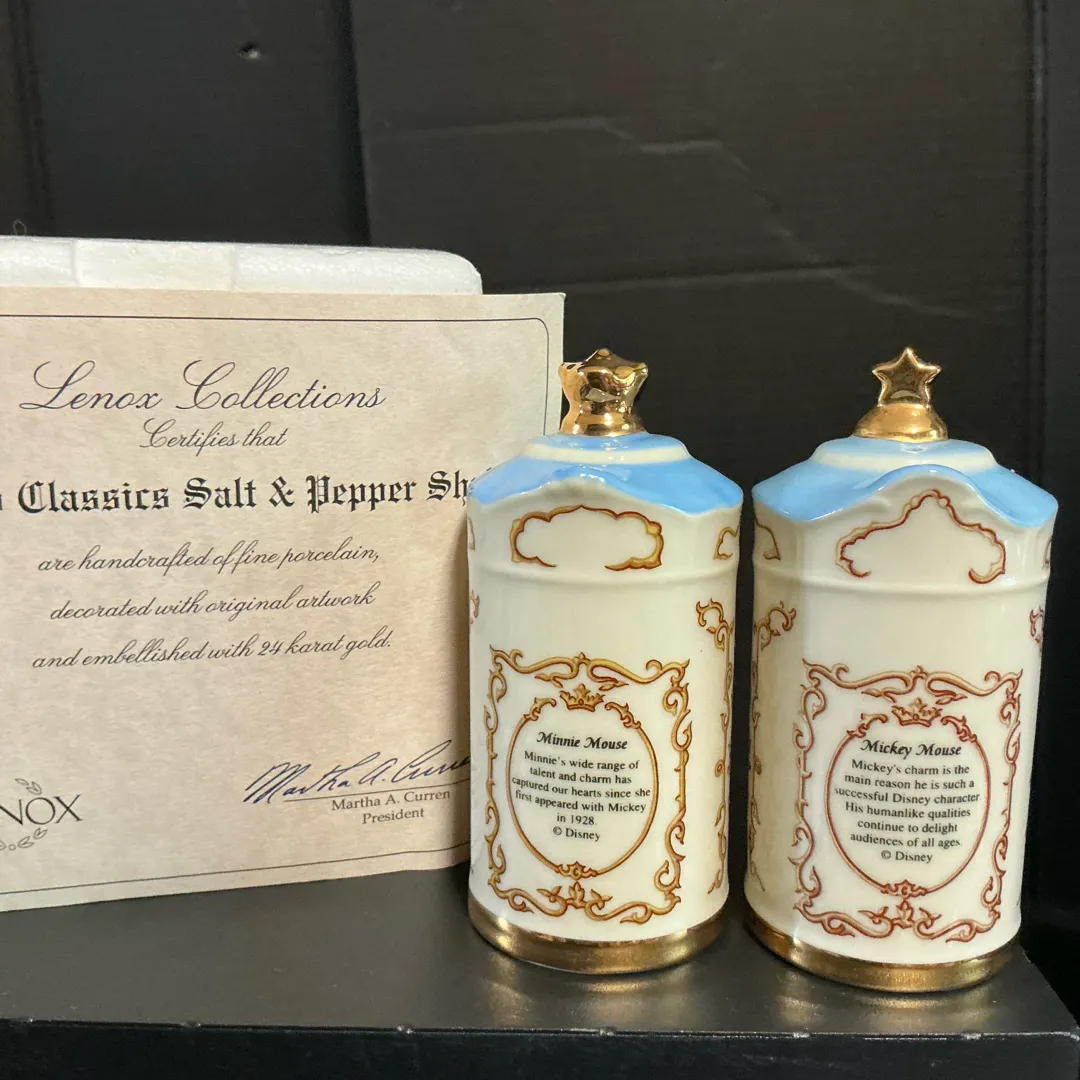 Lenox Collections
Certifies that
Classics Salt & Pepper Sh
are handcrafted of fine porcelain,
decorated with original artwork
and embellished with 24 karat gold.
Martha A. Curre
Martha A. Curren
President
NOX
Minnie Mouse
Minnie's wide range of
talent and charm has
captured our hearts since she
first appeared with Mickey
in 1928.
© Disney
Mickey Mouse
Mickey's charm is the
main reason he is such a
successful Disney character.
His humanlike qualities
continue to delight
audiences of all ages.
© Disney